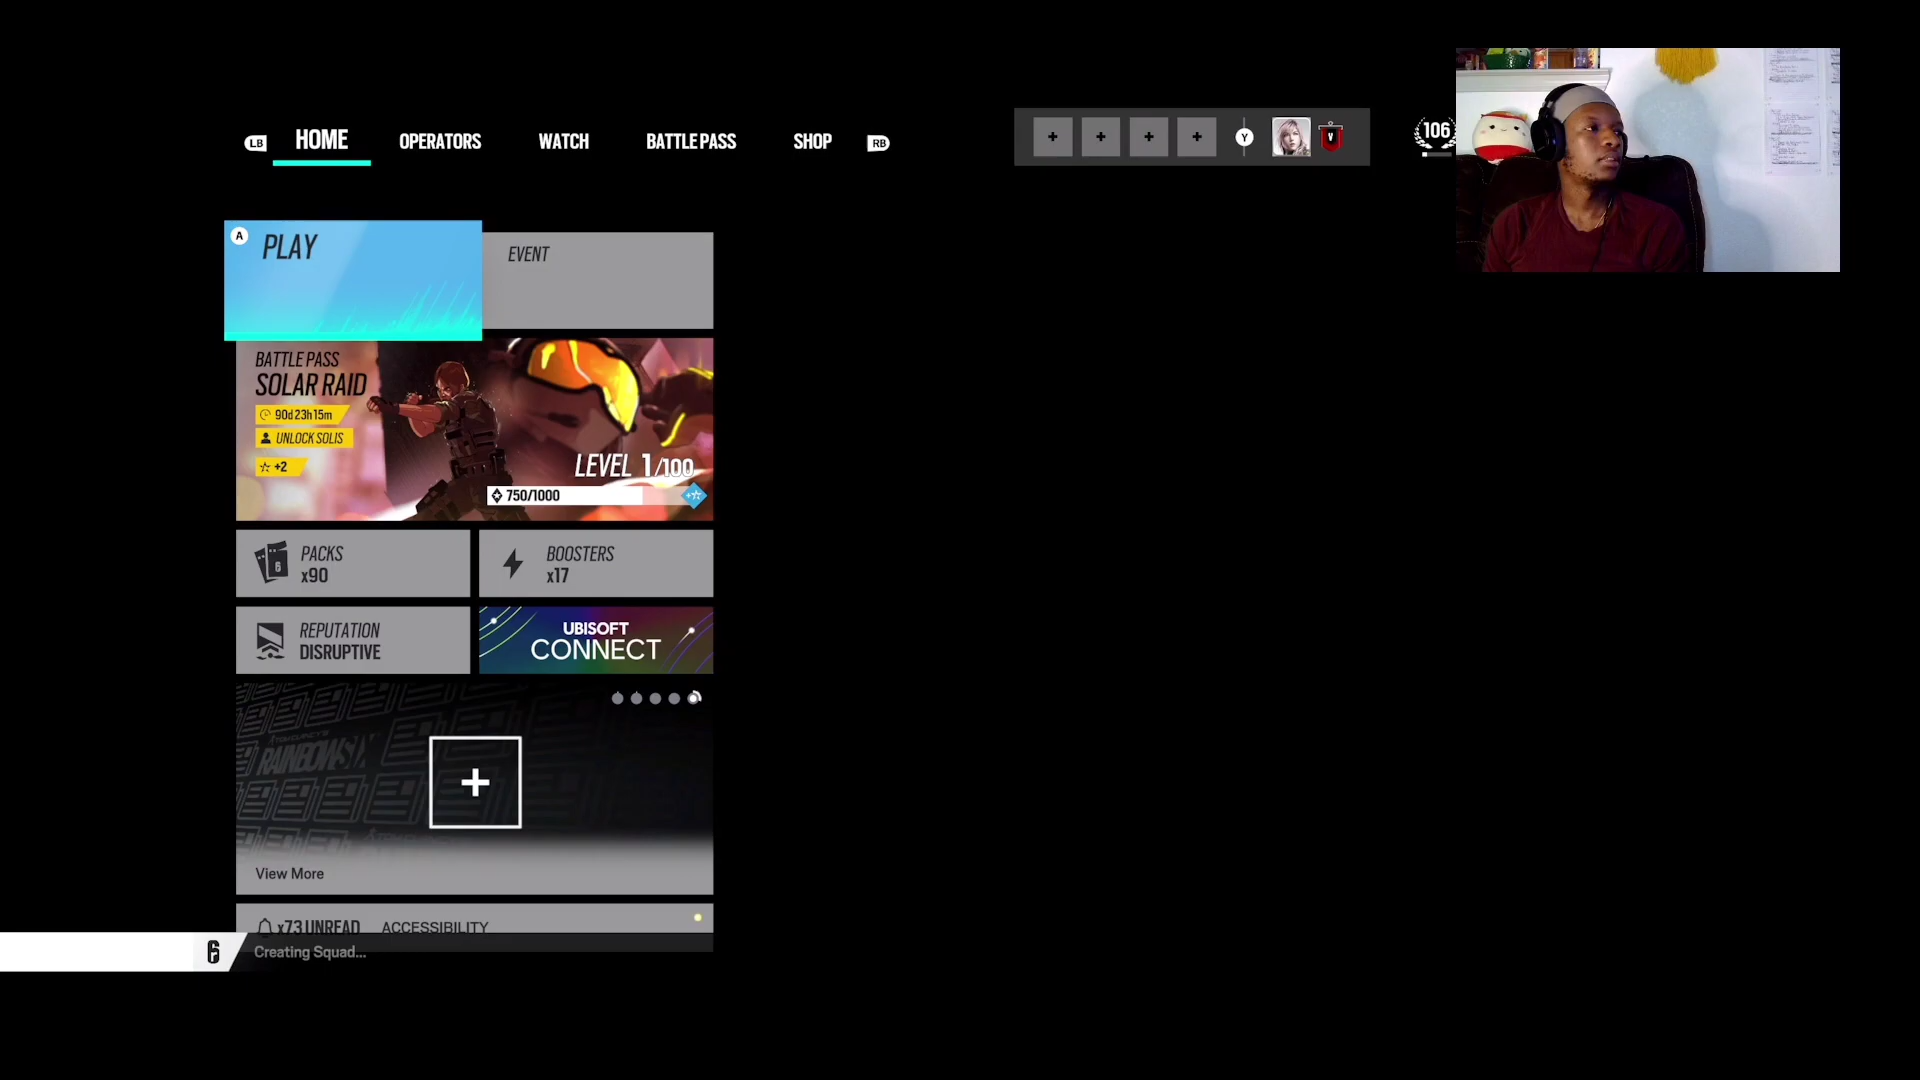 LB HOME OPERATORS WATCH BATTLE PASS SHOP RB
Y
V
106
A PLAY
EVENT
BATTLE PASS
SOLAR RAID
90d 23h 15m
UNLOCK SOLIS
+2
LEVEL 1/100
750/1000
PACKS
x90
BOOSTERS
x17
REPUTATION
DISRUPTIVE
UBISOFT
CONNECT
View More
x73 UNREAD ACCESSIBILITY
6 Creating Squad...